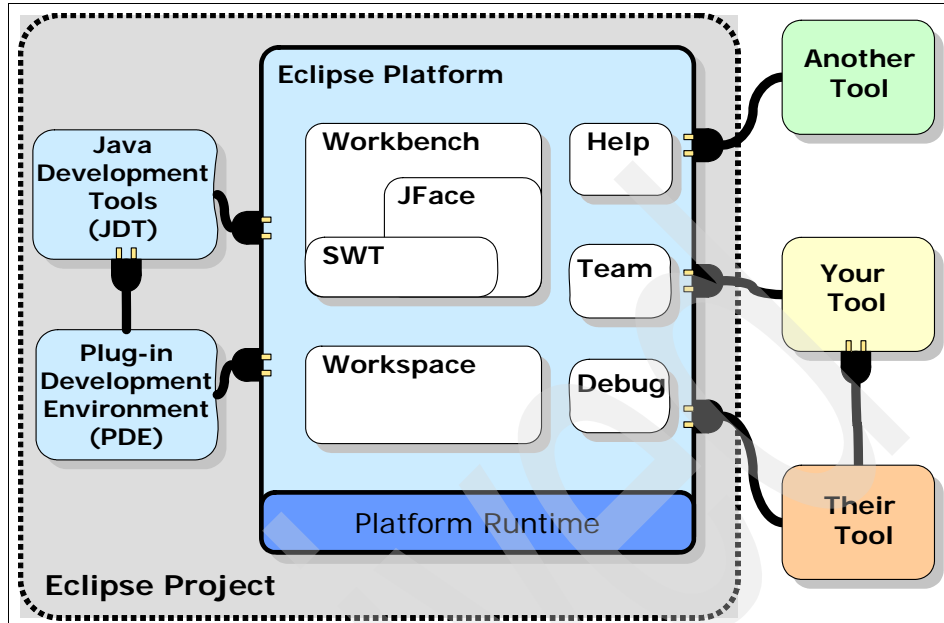 Eclipse Platform
Another
Tool
Workbench
Help
Java
Development
Tools
(JDT)
JFace
SWT
Team
Your
Tool
Plug-in
Development
Environment
(PDE)
Workspace
Debug
Their
Tool
Platform Runtime
Eclipse Project